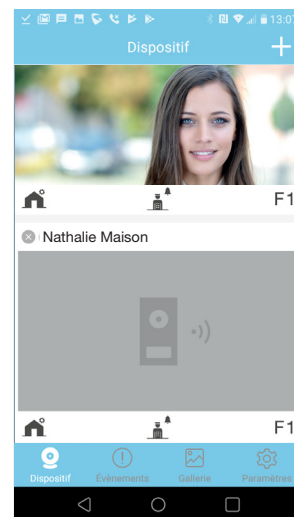 13:07
Dispositif
F1
Nathalie Maison
F1
Dispositif
Évènements
Gallerie
Paramètres